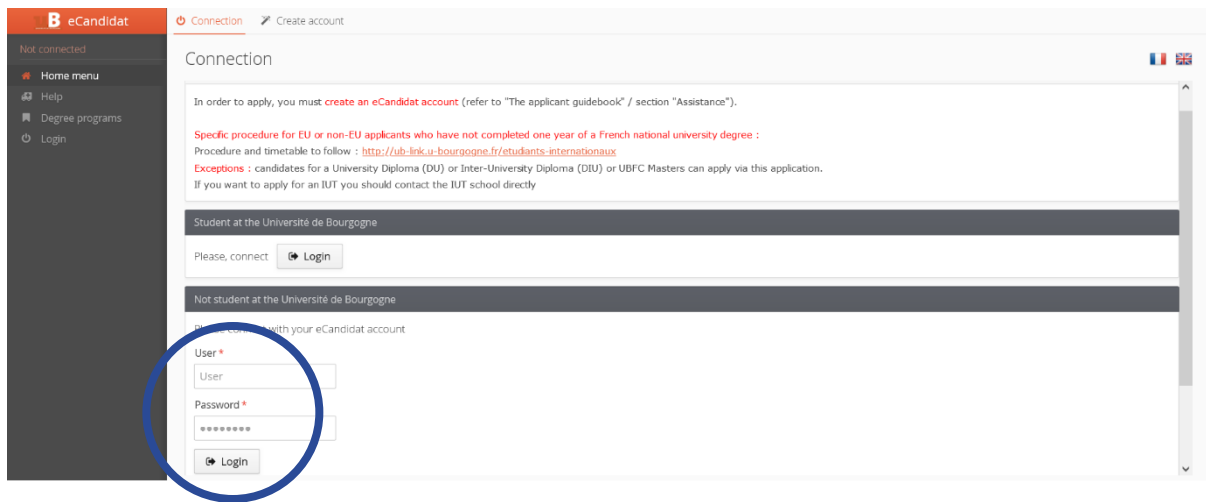 uB eCandidat
Not connected
Home menu
Help
Degree programs
Login
Connection
Create account
Connection
In order to apply, you must create an eCandidat account (refer to "The applicant guidebook" / section "Assistance").
Specific procedure for EU or non-EU applicants who have not completed one year of a French national university degree :
Procedure and timetable to follow : http://ub-link.u-bourgogne.fr/etudiants-internationaux
Exceptions : candidates for a University Diploma (DU) or Inter-University Diploma (DIU) or UBFC Masters can apply via this application.
If you want to apply for an IUT you should contact the IUT school directly
Student at the Université de Bourgogne
Please, connect Login
Not student at the Université de Bourgogne
Please connect with your eCandidat account
User *
User
Password *
Login